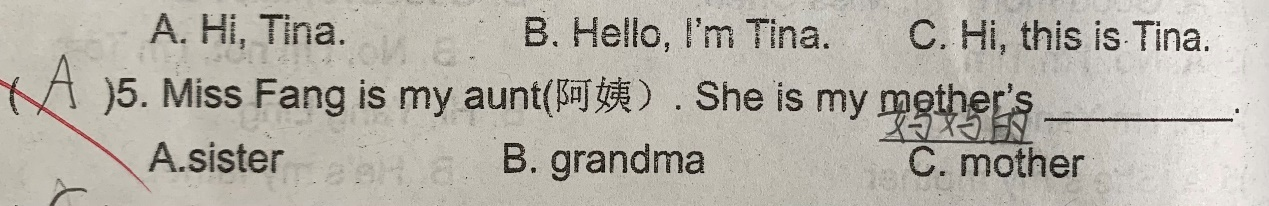 A. Hi, Tina. B. Hello, I'm Tina. C. Hi, this is Tina.
( A )5. Miss Fang is my aunt(阿姨）. She is my mother's ________.
妈妈的
A.sister B. grandma C. mother